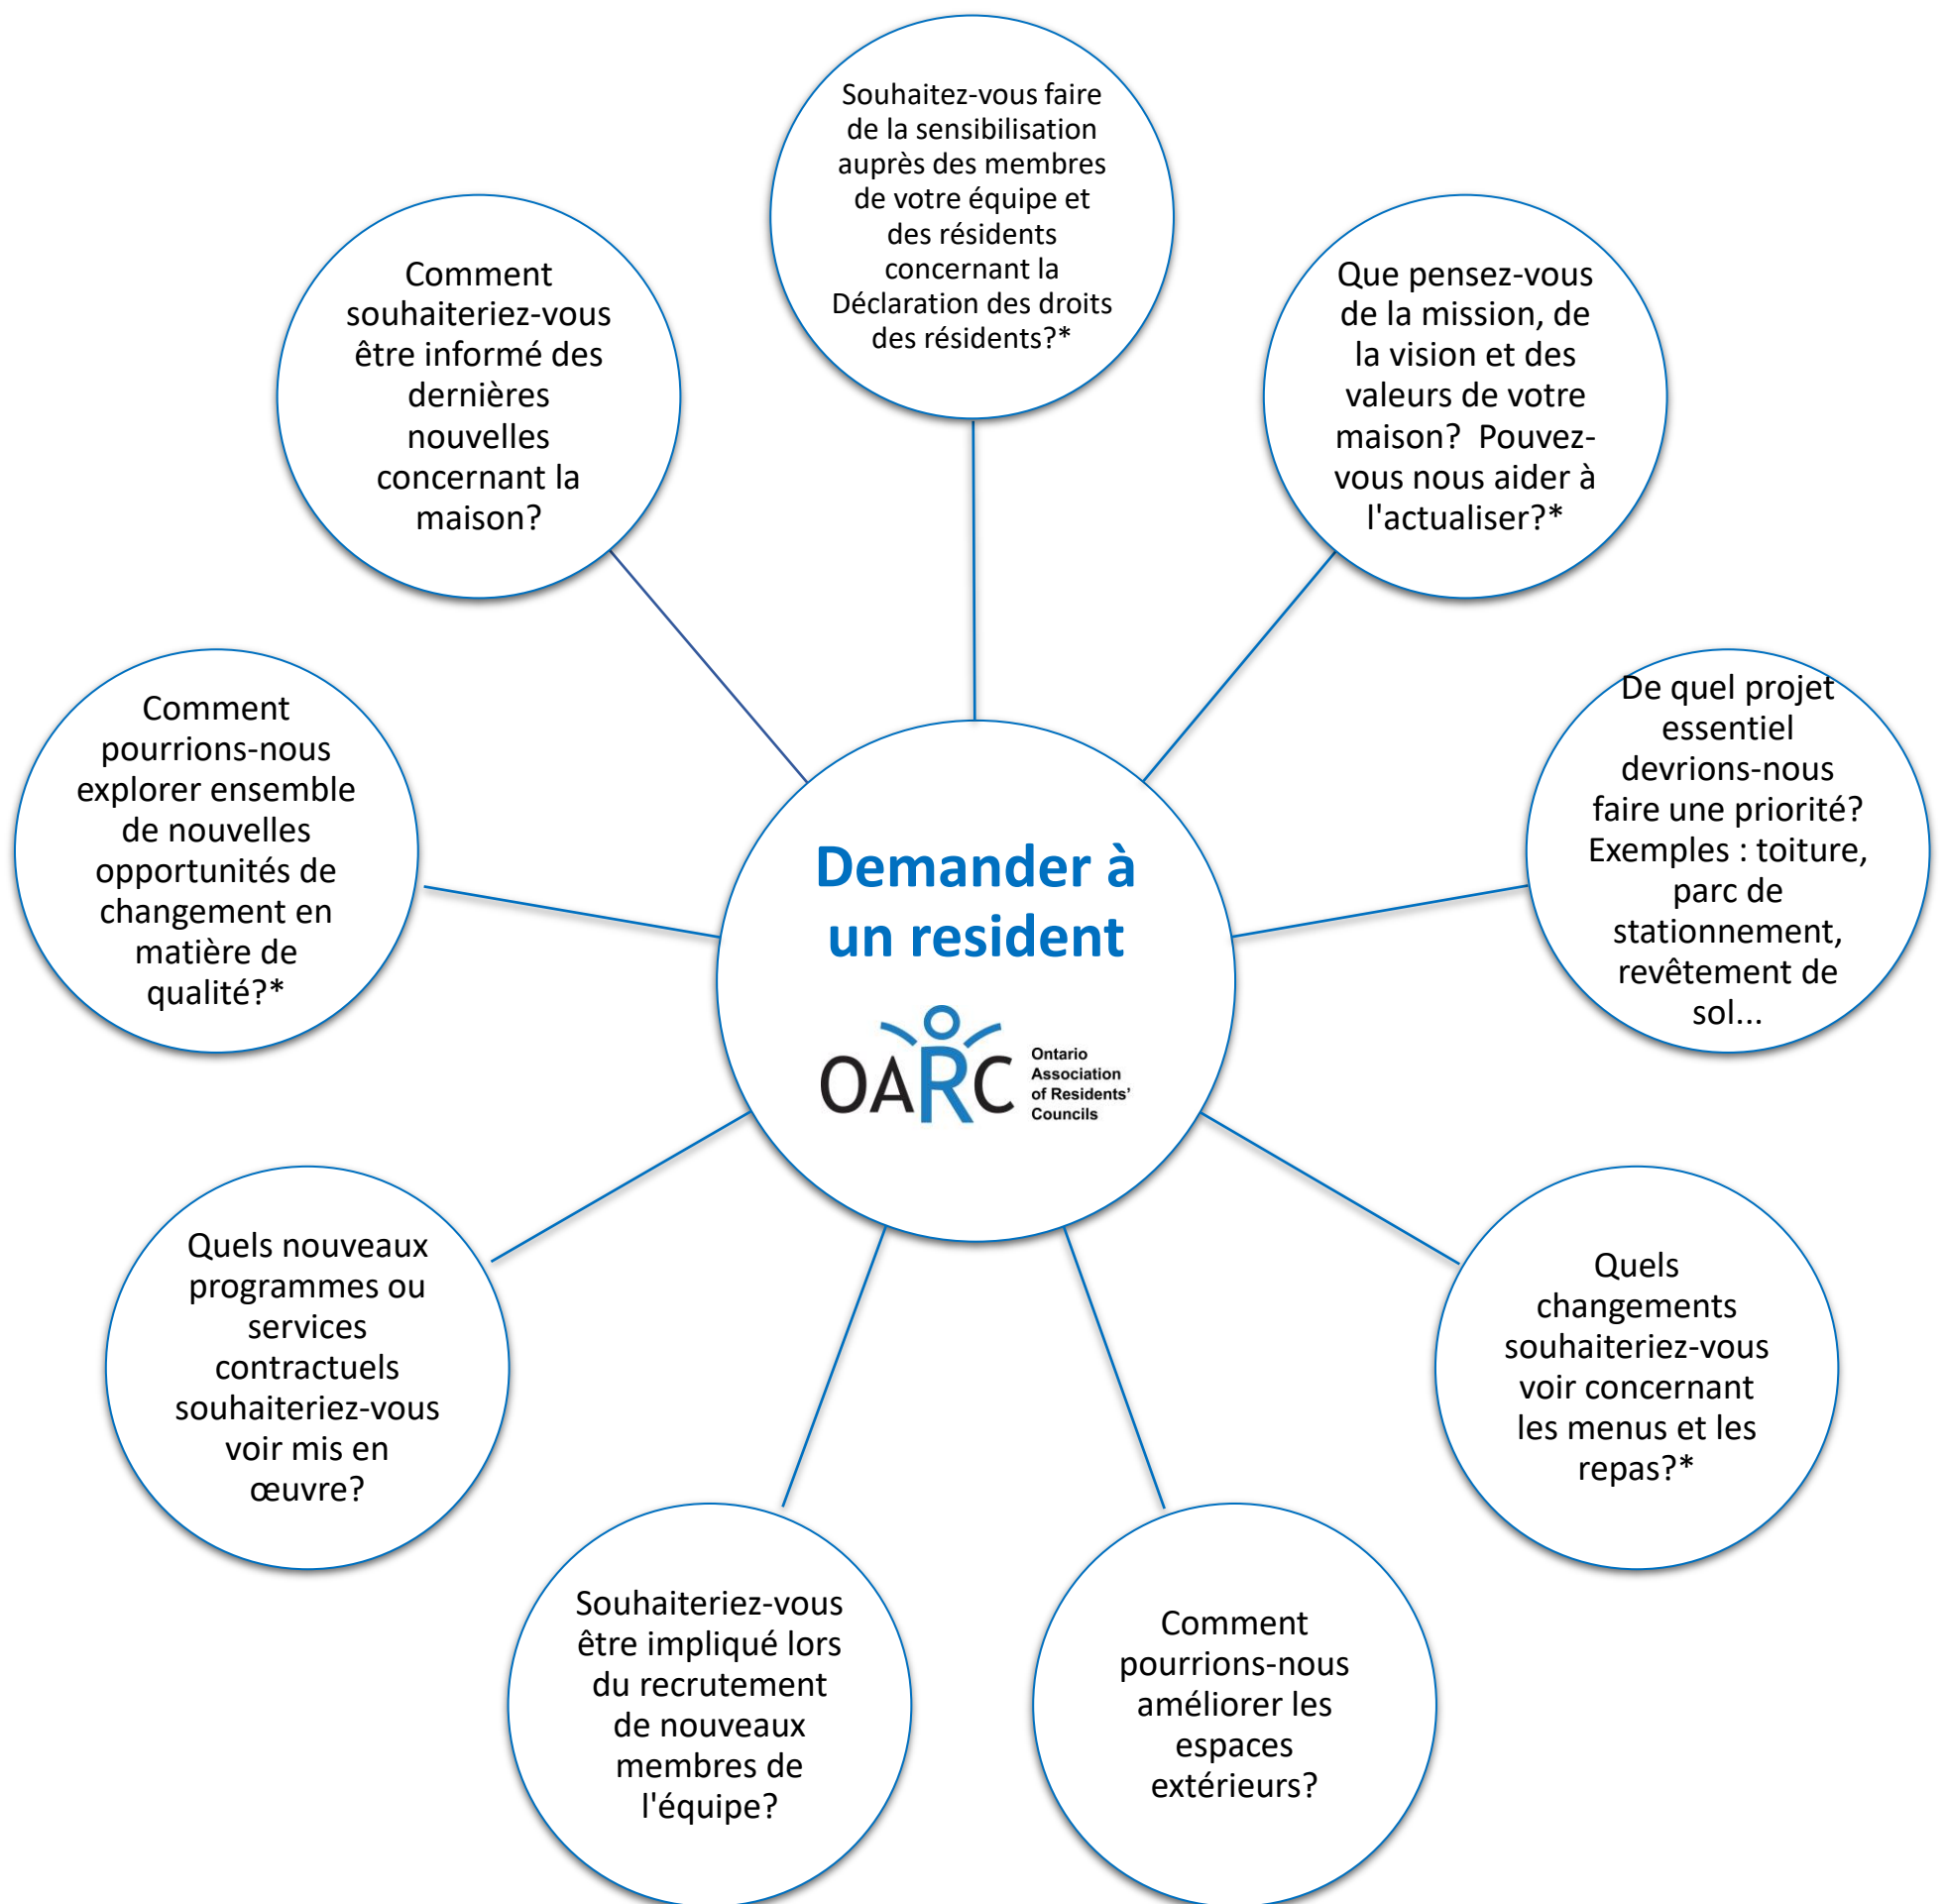 Souhaitez-vous faire
de la sensibilisation
auprès des membres
de votre équipe et
des résidents
concernant la
Déclaration des droits
des résidents?*
Que pensez-vous
de la mission, de
la vision et des
valeurs de votre
maison?  Pouvez-
vous nous aider à
l'actualiser?*
De quel projet
essentiel
devrions-nous
faire une priorité?
Exemples : toiture,
parc de
stationnement,
revêtement de
sol...
Quels
changements
souhaiteriez-vous
voir concernant
les menus et les
repas?*
Comment
pourrions-nous
améliorer les
espaces
extérieurs?
Souhaiteriez-vous
être impliqué lors
du recrutement
de nouveaux
membres de
l'équipe?
Quels nouveaux
programmes ou
services
contractuels
souhaiteriez-vous
voir mis en
œuvre?
Comment
pourrions-nous
explorer ensemble
de nouvelles
opportunités de
changement en
matière de
qualité?*
Comment
souhaiteriez-vous
être informé des
dernières
nouvelles
concernant la
maison?
Demander à
un resident
OARC
Ontario
Association
of Residents'
Councils